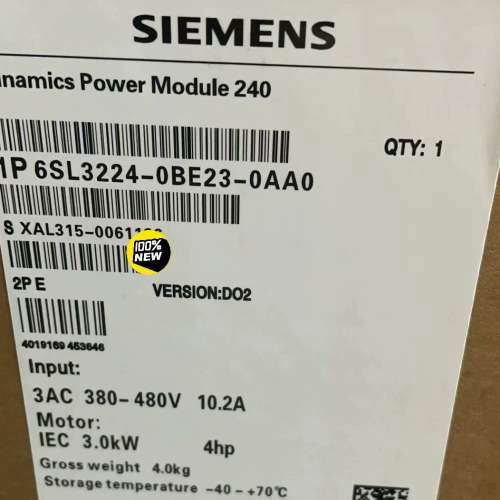 SIEMENS
namics Power Module 240
QTY: 1
1P 6SL3224-0BE23-0AA0
S XAL315-0061
100%
NEW
2P E
VERSION:DO2
4019169 453646
Input:
3AC 380-480V 10.2A
Motor:
IEC 3.0kW 4hp
Gross weight 4.0kg
Storage temperature -40 - +70℃